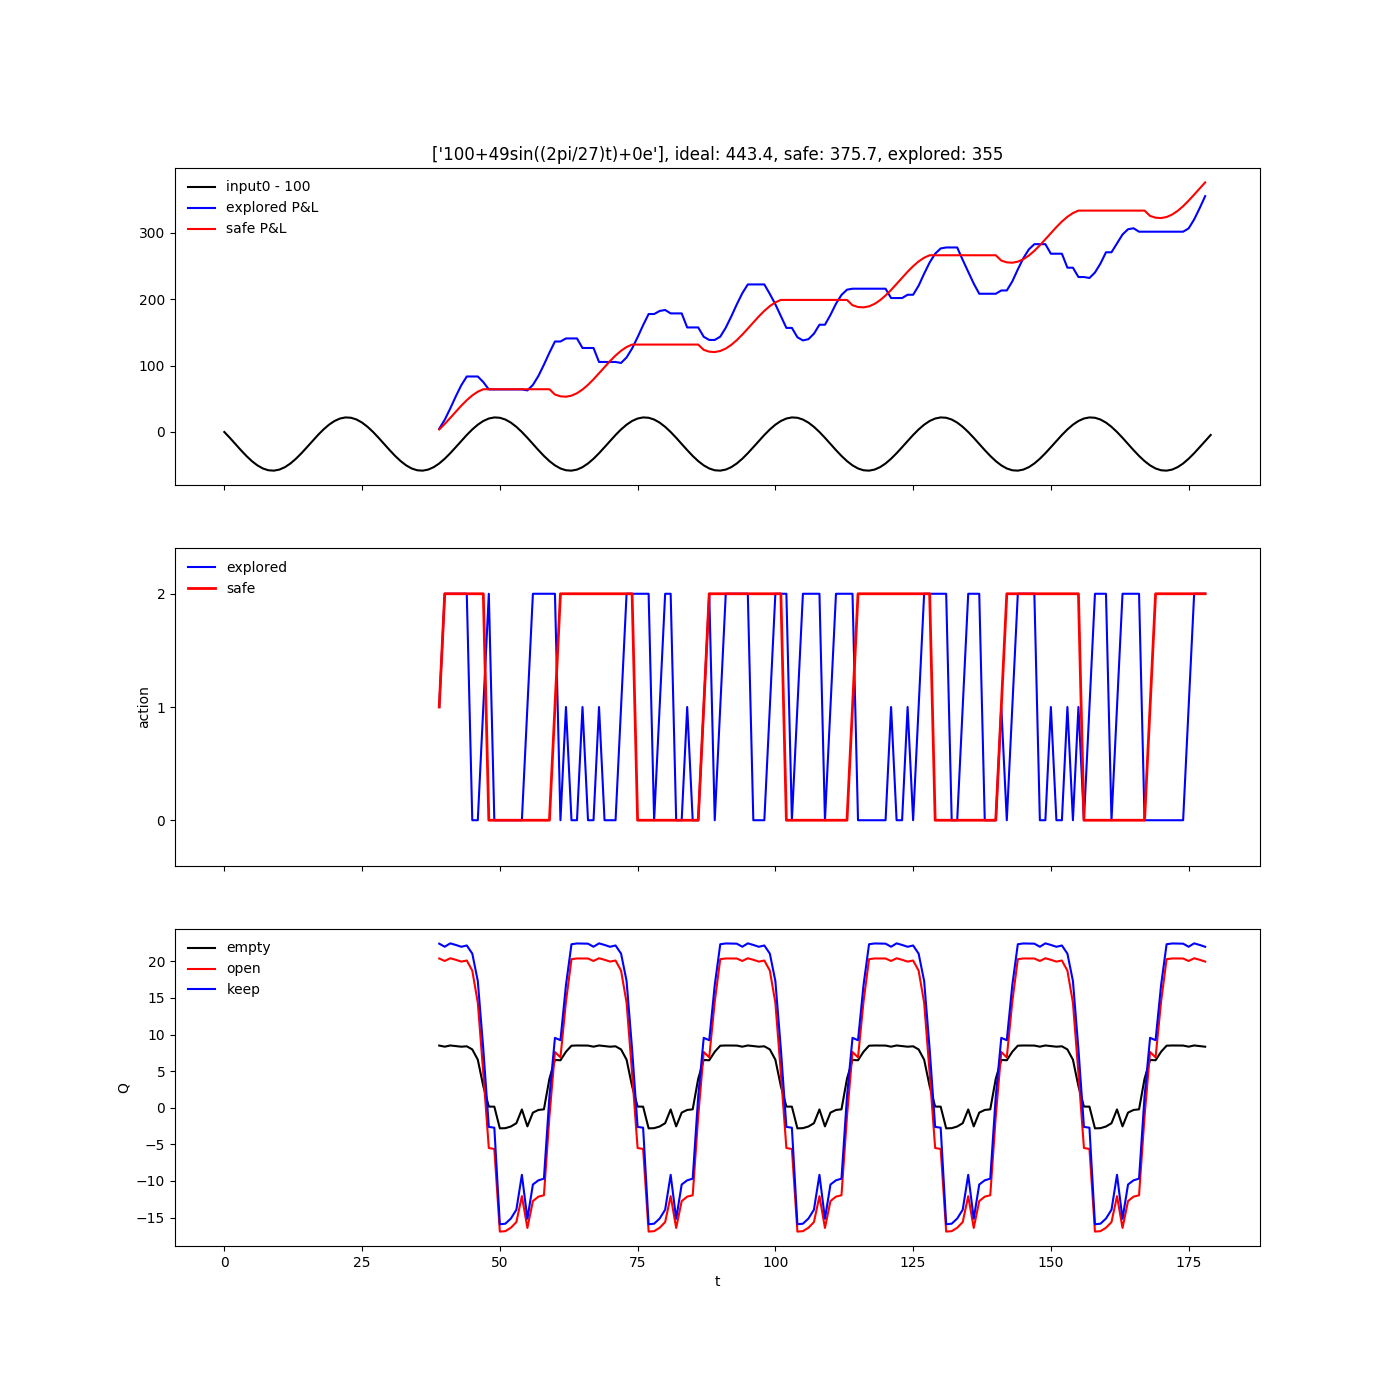 ['100+49sin((2pi/27)t)+0e'], ideal: 443.4, safe: 375.7, explored: 355
input0 - 100
explored P&L
safe P&L
300
200
100
0
explored
safe
2
1
0
action
empty
open
keep
20
15
10
5
0
−5
−10
−15
Q
0 25 50 75 100 125 150 175
t